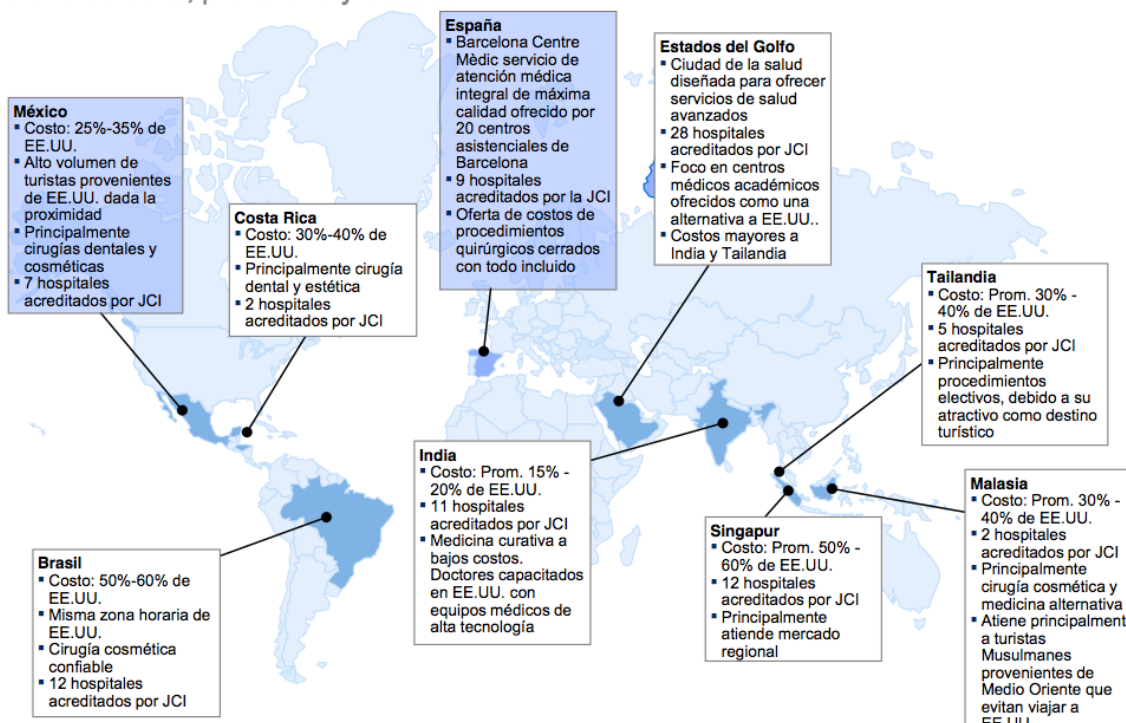 México
▪ Costo: 25%-35% de
EE.UU.
▪ Alto volumen de
turistas provenientes
de EE.UU. dada la
proximidad
▪ Principalmente
cirugías dentales y
cosméticas
▪ 7 hospitales
acreditados por JCI
Costa Rica
▪ Costo: 30%-40% de
EE.UU.
▪ Principalmente cirugía
dental y estética
▪ 2 hospitales
acreditados por JCI
España
▪ Barcelona Centre
Mèdic servicio de
atención médica
integral de máxima
calidad ofrecido por
20 centros
asistenciales de
Barcelona
▪ 9 hospitales
acreditados por la JCI
▪ Oferta de costos de
procedimientos
quirúrgicos cerrados
con todo incluido
Estados del Golfo
▪ Ciudad de la salud
diseñada para ofrecer
servicios de salud
avanzados
▪ 28 hospitales
acreditados por JCI
▪ Foco en centros
médicos académicos
ofrecidos como una
alternativa a EE.UU..
▪ Costos mayores a
India y Tailandia
Tailandia
▪ Costo: Prom. 30% -
40% de EE.UU.
▪ 5 hospitales
acreditados por JCI
▪ Principalmente
procedimientos
electivos, debido a su
atractivo como destino
turístico
Brasil
▪ Costo: 50%-60% de
EE.UU.
▪ Misma zona horaria de
EE.UU.
▪ Cirugía cosmética
confiable
▪ 12 hospitales
acreditados por JCI
India
▪ Costo: Prom. 15% -
20% de EE.UU.
▪ 11 hospitales
acreditados por JCI
▪ Medicina curativa a
bajos costos.
Doctores capacitados
en EE.UU. con
equipos médicos de
alta tecnología
Singapur
▪ Costo: Prom. 50% -
60% de EE.UU.
▪ 12 hospitales
acreditados por JCI
▪ Principalmente
atiende mercado
regional
Malasia
▪ Costo: Prom. 30% -
40% de EE.UU.
▪ 2 hospitales
acreditados por JCI
▪ Principalmente
cirugía cosmética y
medicina alternativa
▪ Atiene principalment
a turistas
Musulmanes
provenientes de
Medio Oriente que
evitan viajar a
EE.UU.